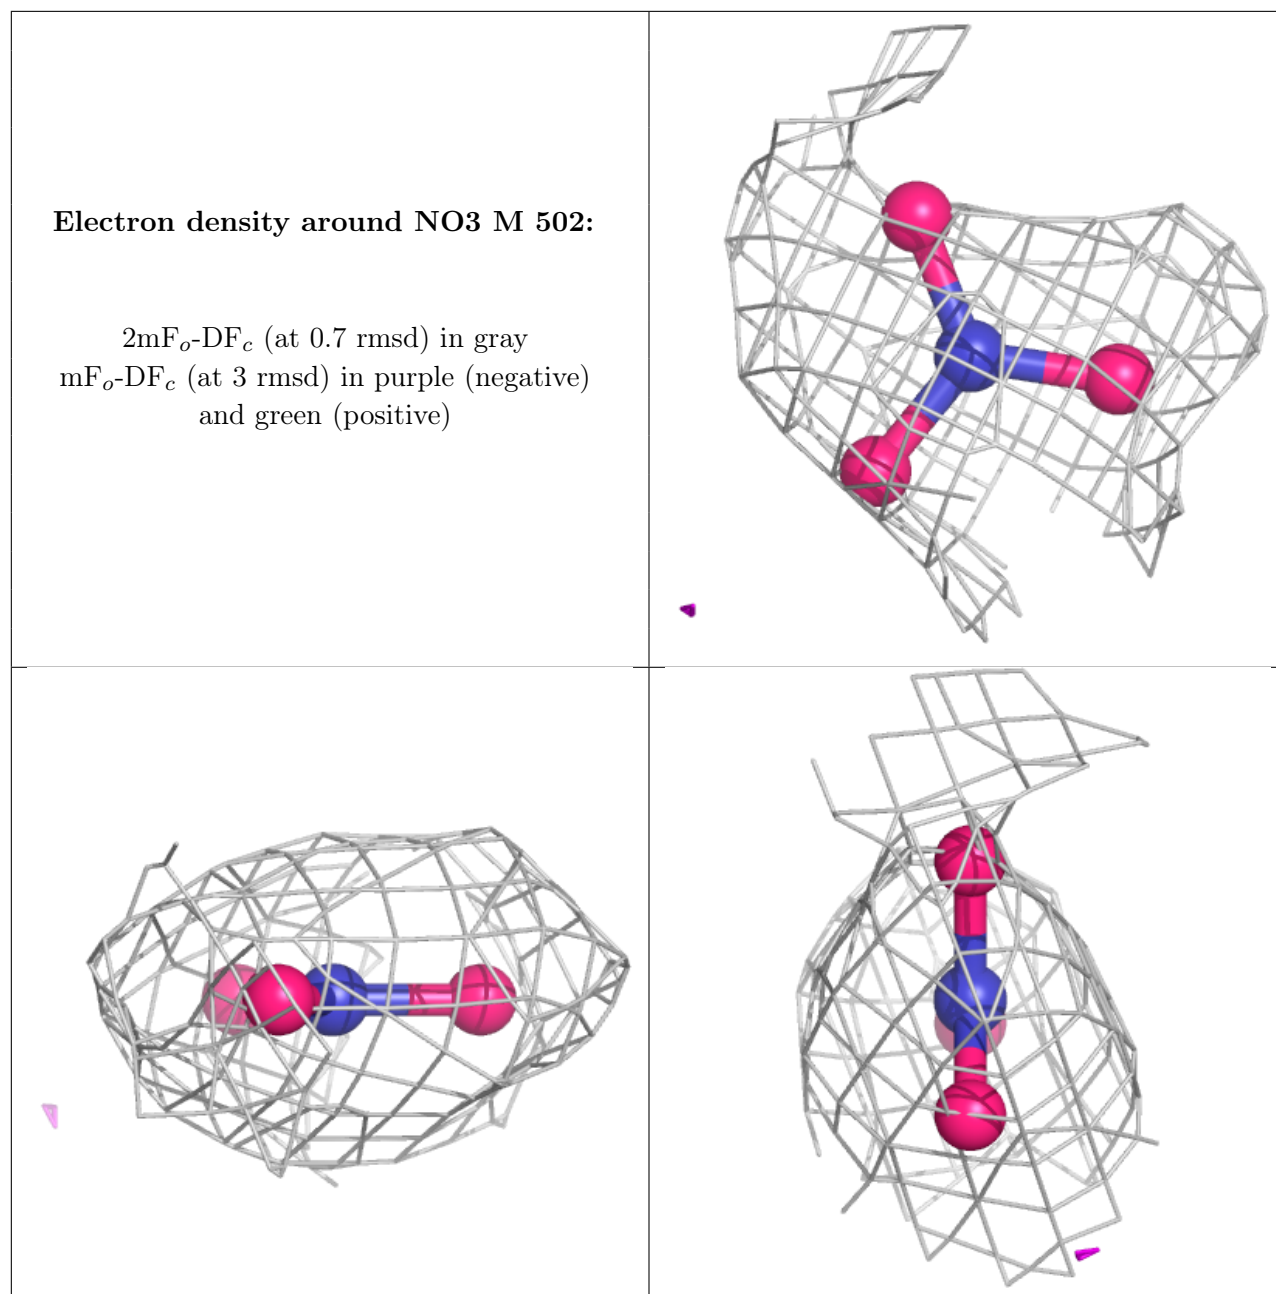 Electron density around NO3 M 502:
2mFo-DFc (at 0.7 rmsd) in gray
mFo-DFc (at 3 rmsd) in purple (negative)
and green (positive)